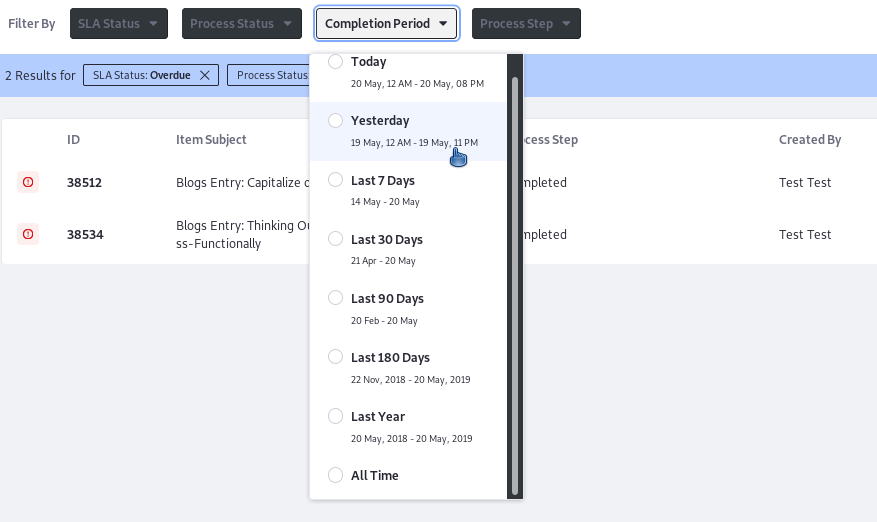 Filter By SLA Status Process Status Completion Period Process Step
2 Results for SLA Status: Overdue Process Status
ID Item Subject Created By
Today
20 May, 12 AM - 20 May, 08 PM
Yesterday
19 May, 12 AM - 19 May, 11 PM
Last 7 Days
14 May - 20 May
Last 30 Days
21 Apr - 20 May
Last 90 Days
20 Feb - 20 May
Last 180 Days
22 Nov, 2018 - 20 May, 2019
Last Year
20 May, 2018 - 20 May, 2019
All Time
cess Step
38512 Blogs Entry: Capitalize mpleted Test Test
38534 Blogs Entry: Thinking mpleted Test Test
ss-Functionally